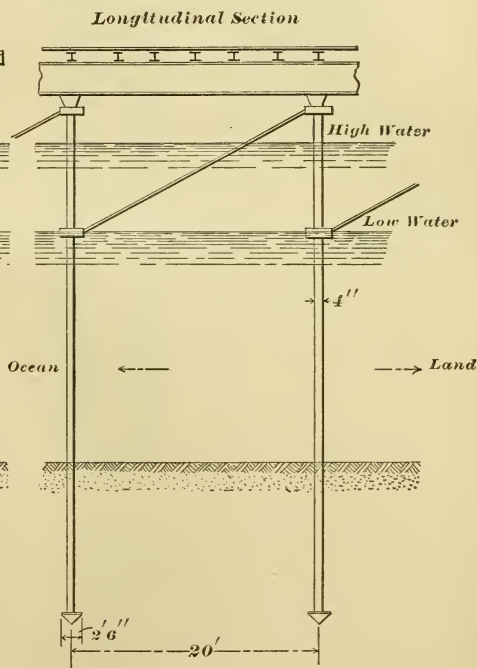 Longitudinal Section
d
High Water
Low Water
4"
Ocean
Land
2'6"
20'